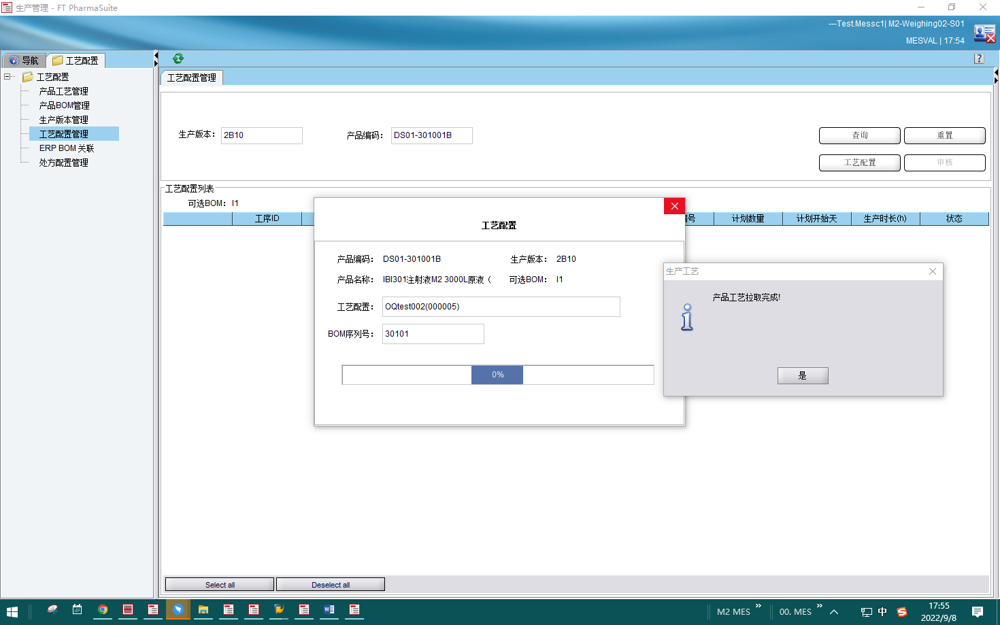 生产管理 - FT PharmaSuite
---Test.Messc1| M2-Weighing02-S01
MESVAL | 17:54
导航
工艺配置
?
工艺配置
产品工艺管理
产品BOM管理
生产版本管理
工艺配置管理
ERP BOM 关联
处方配置管理
工艺配置管理
生产版本: 2B10
产品编码: DS01-301001B
查询
重置
工艺配置
审核
工艺配置列表
可选BOM: I1
工序ID
号
计划数量
计划开始天
生产时长(h)
状态
工艺配置
产品编码: DS01-301001B
生产版本: 2B10
产品名称: IBI301注射液M2 3000L原液（
可选BOM: I1
工艺配置: OQtest002(000005)
BOM序列号: 30101
0%
生产工艺
产品工艺拉取完成!
是
Select all
Deselect all
M2 MES
00. MES
中
17:55
2022/9/8